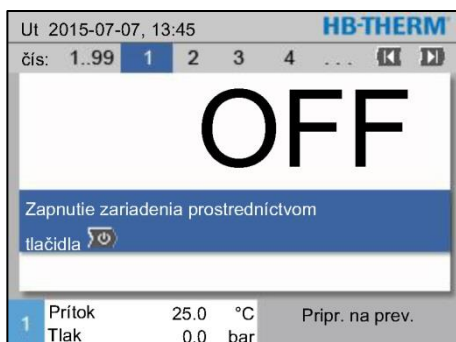 Ut 2015-07-07, 13:45 HB-THERM®
čís: 1..99 1 2 3 4 ...
OFF
Zapnutie zariadenia prostredníctvom
tlačidla
1 Prítok 25.0 °C Pripr. na prev.
Tlak 0.0 bar